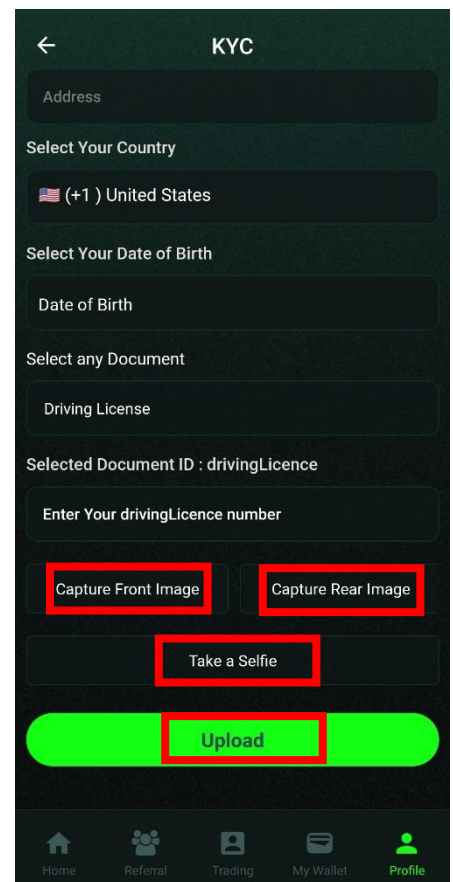 KYC
Address
Select Your Country
🇺🇸 (+1 ) United States
Select Your Date of Birth
Date of Birth
Select any Document
Driving License
Selected Document ID : drivingLicence
Enter Your drivingLicence number
Capture Front Image Capture Rear Image
Take a Selfie
Upload
Home Referral Trading My Wallet Profile